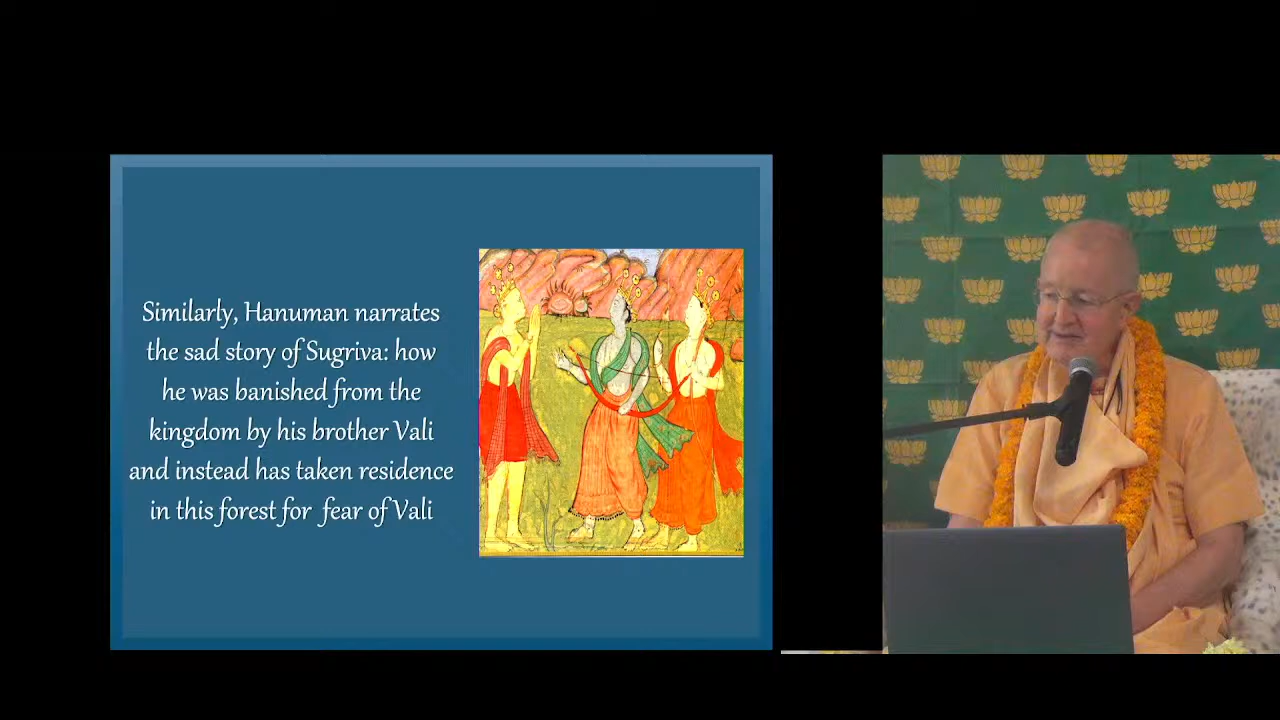 Similarly, Hanuman narrates
the sad story of Sugriva: how
he was banished from the
kingdom by his brother Vali
and instead has taken residence
in this forest for fear of Vali